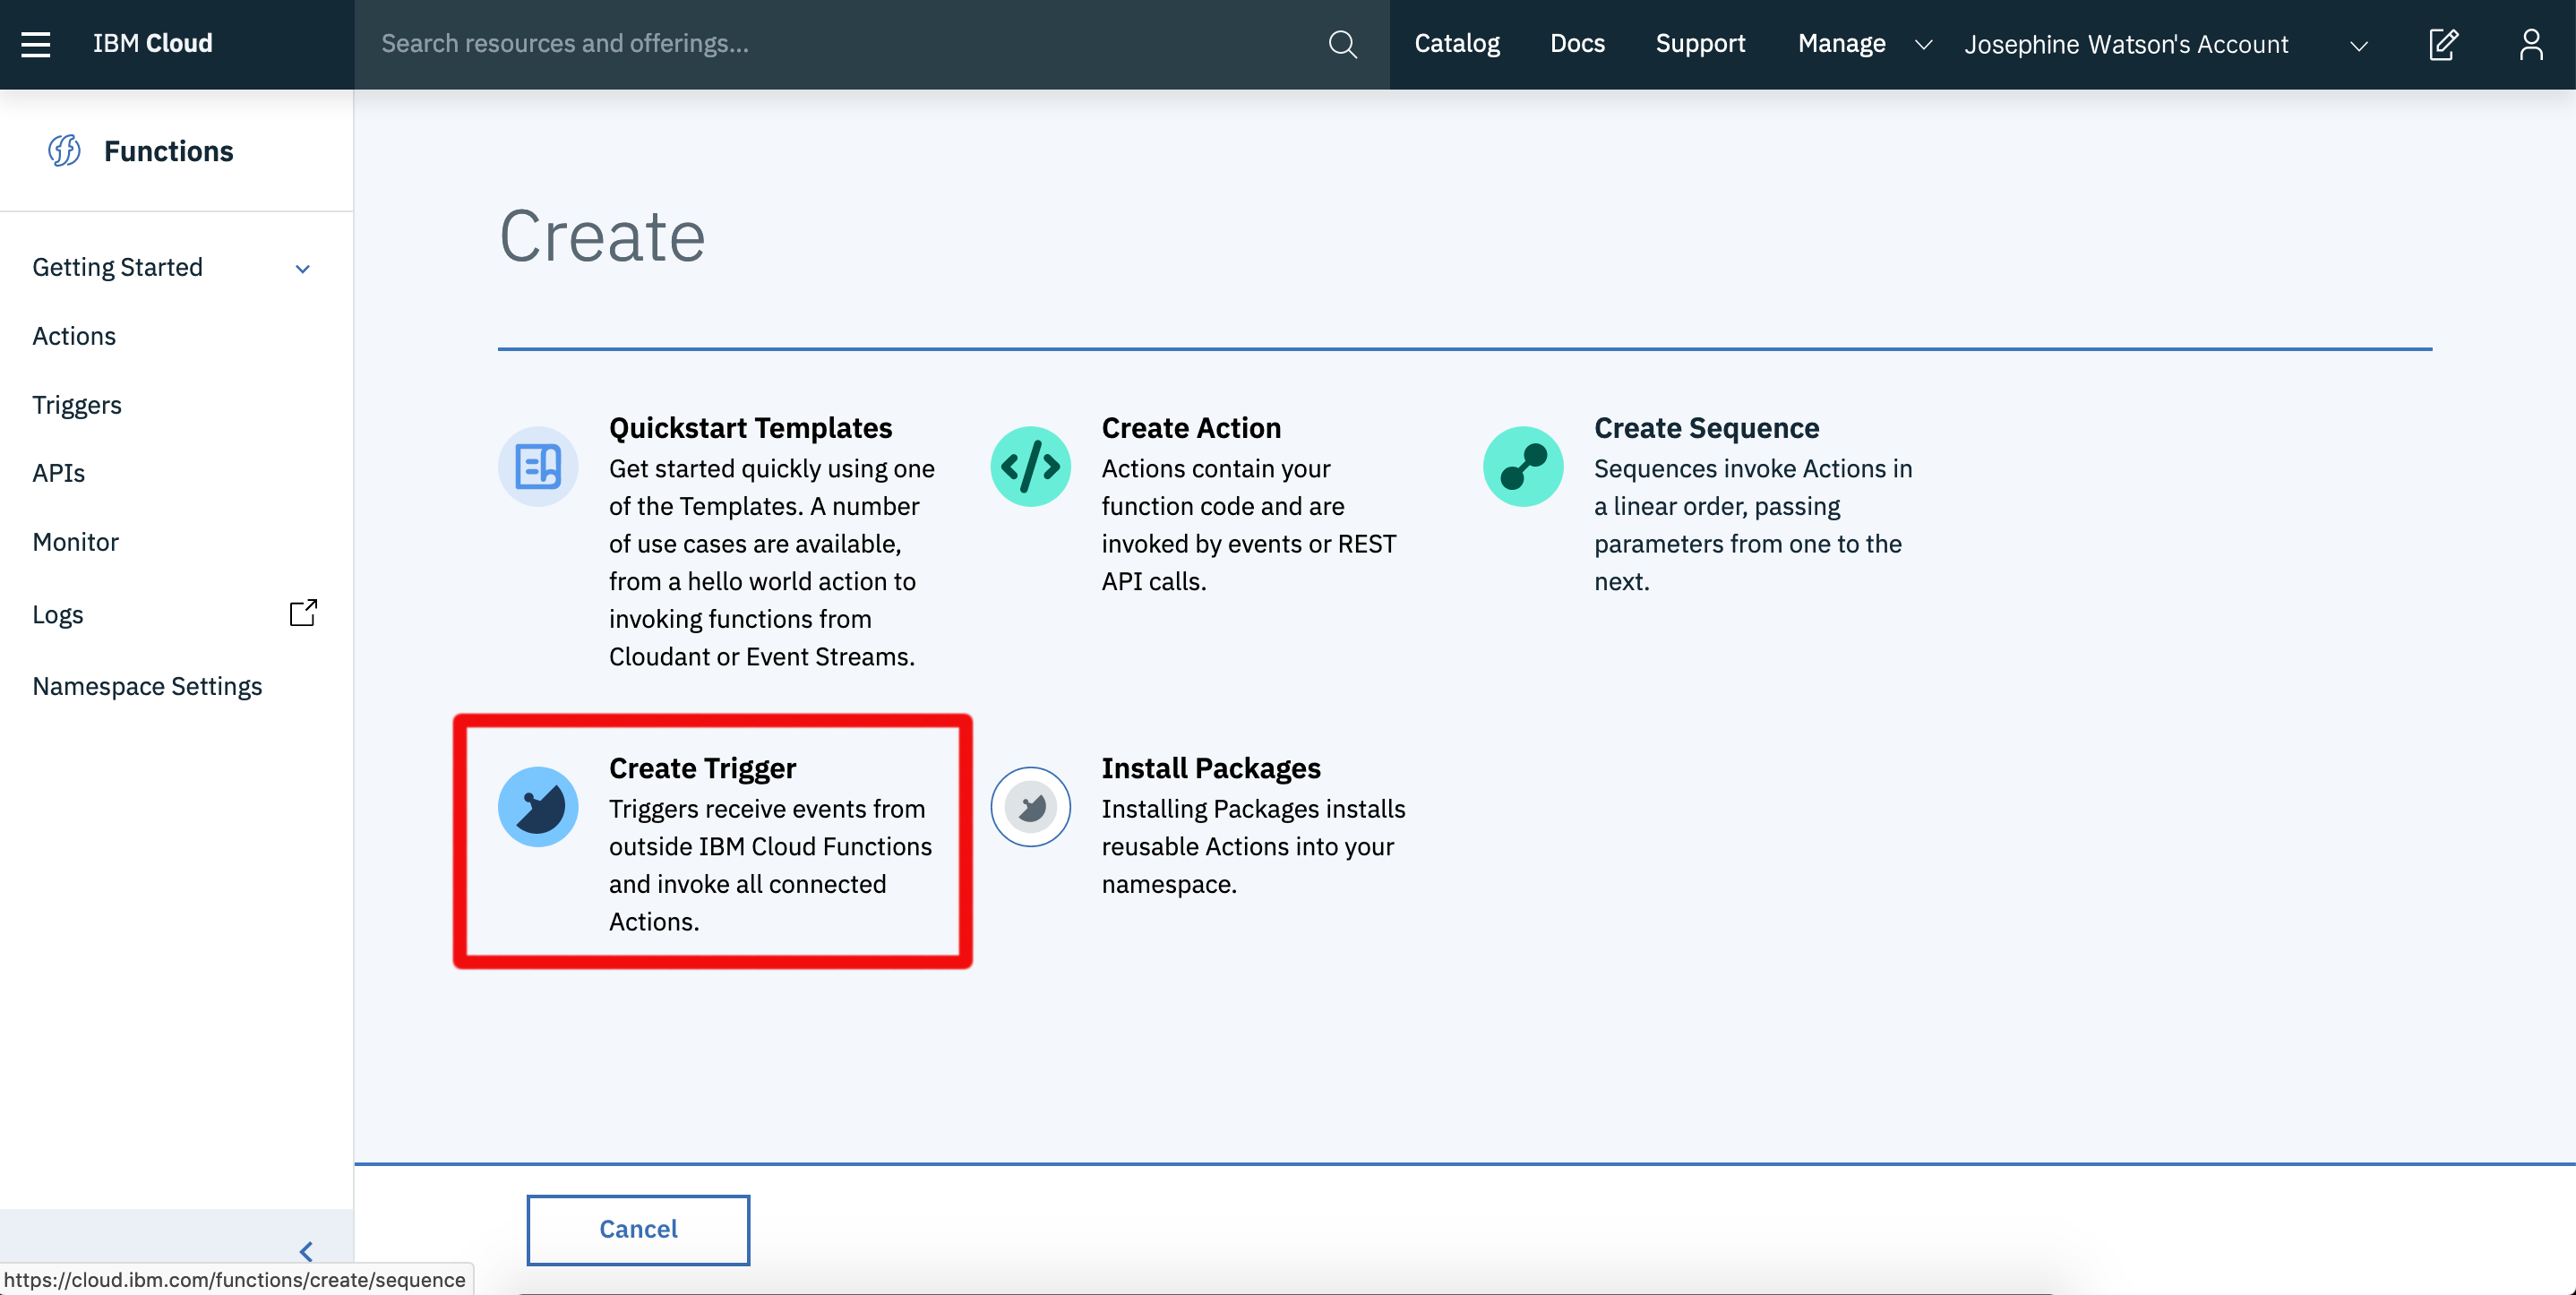 IBM Cloud
Search resources and offerings...
Catalog
Docs
Support
Manage
Josephine Watson's Account
Functions
Getting Started
Actions
Triggers
APIs
Monitor
Logs
Namespace Settings
Create
Quickstart Templates
Get started quickly using one
of the Templates. A number
of use cases are available,
from a hello world action to
invoking functions from
Cloudant or Event Streams.
Create Action
Actions contain your
function code and are
invoked by events or REST
API calls.
Create Sequence
Sequences invoke Actions in
a linear order, passing
parameters from one to the
next.
Create Trigger
Triggers receive events from
outside IBM Cloud Functions
and invoke all connected
Actions.
Install Packages
Installing Packages installs
reusable Actions into your
namespace.
Cancel
https://cloud.ibm.com/functions/create/sequence